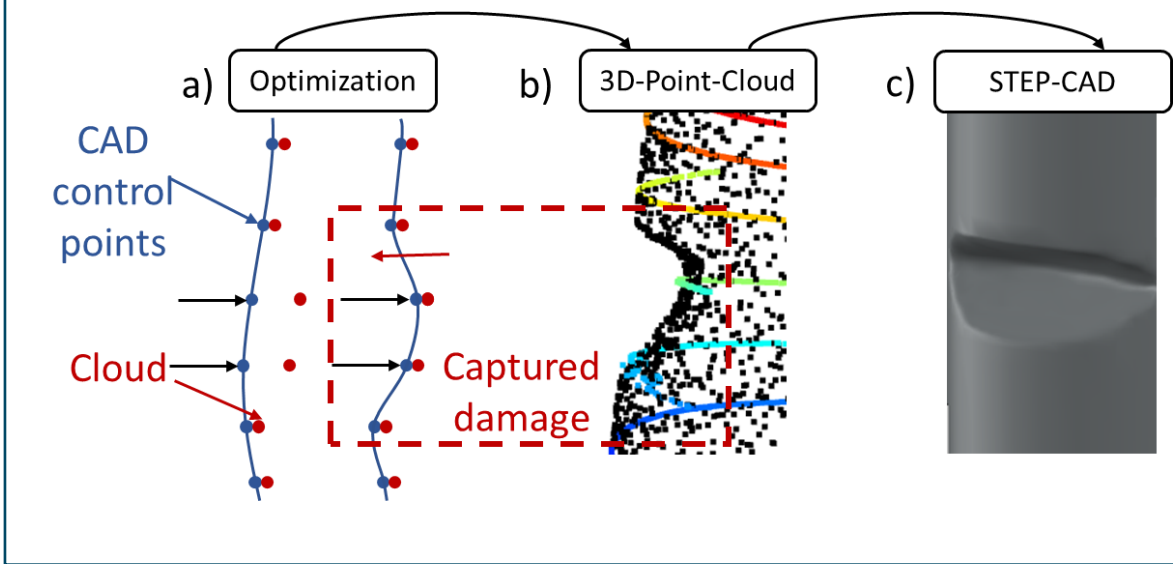 a)
Optimization
b)
3D-Point-Cloud
c)
STEP-CAD
CAD
control
points
Cloud
Captured
damage